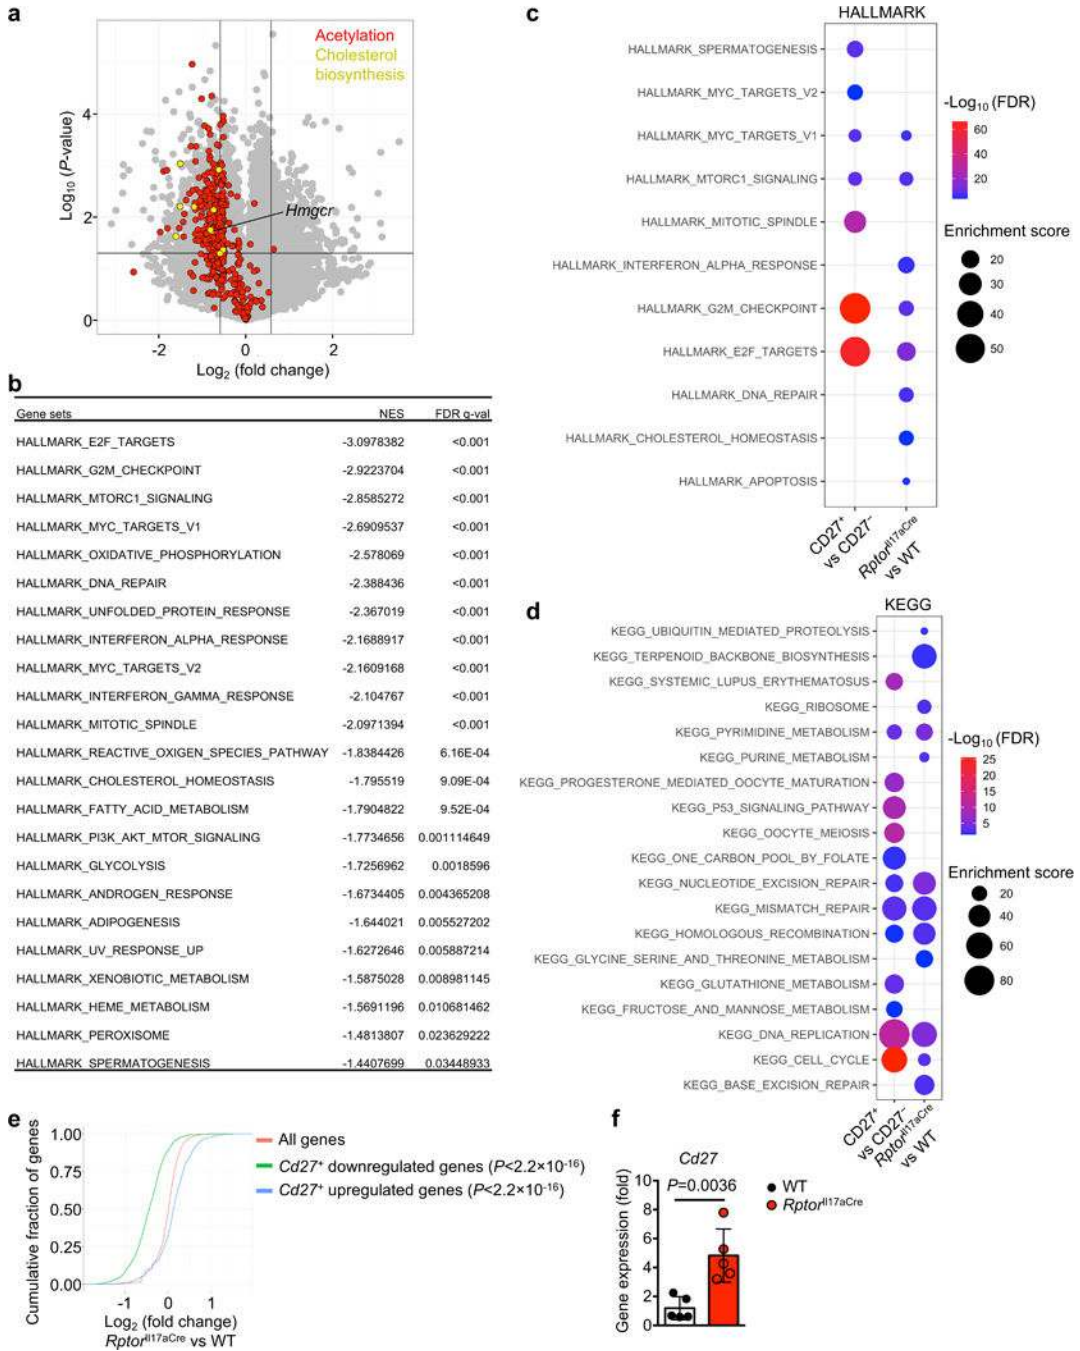 a
Acetylation
Cholesterol
biosynthesis
Log10 (P-value)
4
2
0
Hmgcr
-2
0
2
Log2 (fold change)
b
Gene sets NES FDR q-val
HALLMARK_E2F_TARGETS -3.0978382 <0.001
HALLMARK_G2M_CHECKPOINT -2.9223704 <0.001
HALLMARK_MTORC1_SIGNALING -2.8585272 <0.001
HALLMARK_MYC_TARGETS_V1 -2.6909537 <0.001
HALLMARK_OXIDATIVE_PHOSPHORYLATION -2.578069 <0.001
HALLMARK_DNA_REPAIR -2.388436 <0.001
HALLMARK_UNFOLDED_PROTEIN_RESPONSE -2.367019 <0.001
HALLMARK_INTERFERON_ALPHA_RESPONSE -2.1688917 <0.001
HALLMARK_MYC_TARGETS_V2 -2.1609168 <0.001
HALLMARK_INTERFERON_GAMMA_RESPONSE -2.104767 <0.001
HALLMARK_MITOTIC_SPINDLE -2.0971394 <0.001
HALLMARK_REACTIVE_OXIGEN_SPECIES_PATHWAY -1.8384426 6.16E-04
HALLMARK_CHOLESTEROL_HOMEOSTASIS -1.795519 9.09E-04
HALLMARK_FATTY_ACID_METABOLISM -1.7904822 9.52E-04
HALLMARK_PI3K_AKT_MTOR_SIGNALING -1.7734656 0.001114649
HALLMARK_GLYCOLYSIS -1.7256962 0.0018596
HALLMARK_ANDROGEN_RESPONSE -1.6734405 0.004365208
HALLMARK_ADIPOGENESIS -1.644021 0.005527202
HALLMARK_UV_RESPONSE_UP -1.6272646 0.005887214
HALLMARK_XENOBIOTIC_METABOLISM -1.5875028 0.008981145
HALLMARK_HEME_METABOLISM -1.5691196 0.010681462
HALLMARK_PEROXISOME -1.4813807 0.023629222
HALLMARK_SPERMATOGENESIS -1.4407699 0.03448933
c
HALLMARK
HALLMARK_SPERMATOGENESIS
HALLMARK_MYC_TARGETS_V2
HALLMARK_MYC_TARGETS_V1
HALLMARK_MTORC1_SIGNALING
HALLMARK_MITOTIC_SPINDLE
HALLMARK_INTERFERON_ALPHA_RESPONSE
HALLMARK_G2M_CHECKPOINT
HALLMARK_E2F_TARGETS
HALLMARK_DNA_REPAIR
HALLMARK_CHOLESTEROL_HOMEOSTASIS
HALLMARK_APOPTOSIS
CD27+
vs CD27−
RptorIl17aCre
vs WT
-Log10 (FDR)
60
40
20
Enrichment score
20
30
40
50
d
KEGG
KEGG_UBIQUITIN_MEDIATED_PROTEOLYSIS
KEGG_TERPENOID_BACKBONE_BIOSYNTHESIS
KEGG_SYSTEMIC_LUPUS_ERYTHEMATOSUS
KEGG_RIBOSOME
KEGG_PYRIMIDINE_METABOLISM
KEGG_PURINE_METABOLISM
KEGG_PROGESTERONE_MEDIATED_OOCYTE_MATURATION
KEGG_P53_SIGNALING_PATHWAY
KEGG_OOCYTE_MEIOSIS
KEGG_ONE_CARBON_POOL_BY_FOLATE
KEGG_NUCLEOTIDE_EXCISION_REPAIR
KEGG_MISMATCH_REPAIR
KEGG_HOMOLOGOUS_RECOMBINATION
KEGG_GLYCINE_SERINE_AND_THREONINE_METABOLISM
KEGG_GLUTATHIONE_METABOLISM
KEGG_FRUCTOSE_AND_MANNOSE_METABOLISM
KEGG_DNA_REPLICATION
KEGG_CELL_CYCLE
KEGG_BASE_EXCISION_REPAIR
CD27+
vs CD27−
RptorIl17aCre
vs WT
-Log10 (FDR)
25
20
15
10
5
Enrichment score
20
40
60
80
e
Cumulative fraction of genes
1.00
0.75
0.50
0.25
0.00
-1
0
1
Log2 (fold change)
RptorIl17aCre vs WT
All genes
Cd27+ downregulated genes (P<2.2×10-16)
Cd27+ upregulated genes (P<2.2×10-16)
f
Cd27
P=0.0036
Gene expression (fold)
10
8
6
4
2
0
WT
RptorIl17aCre